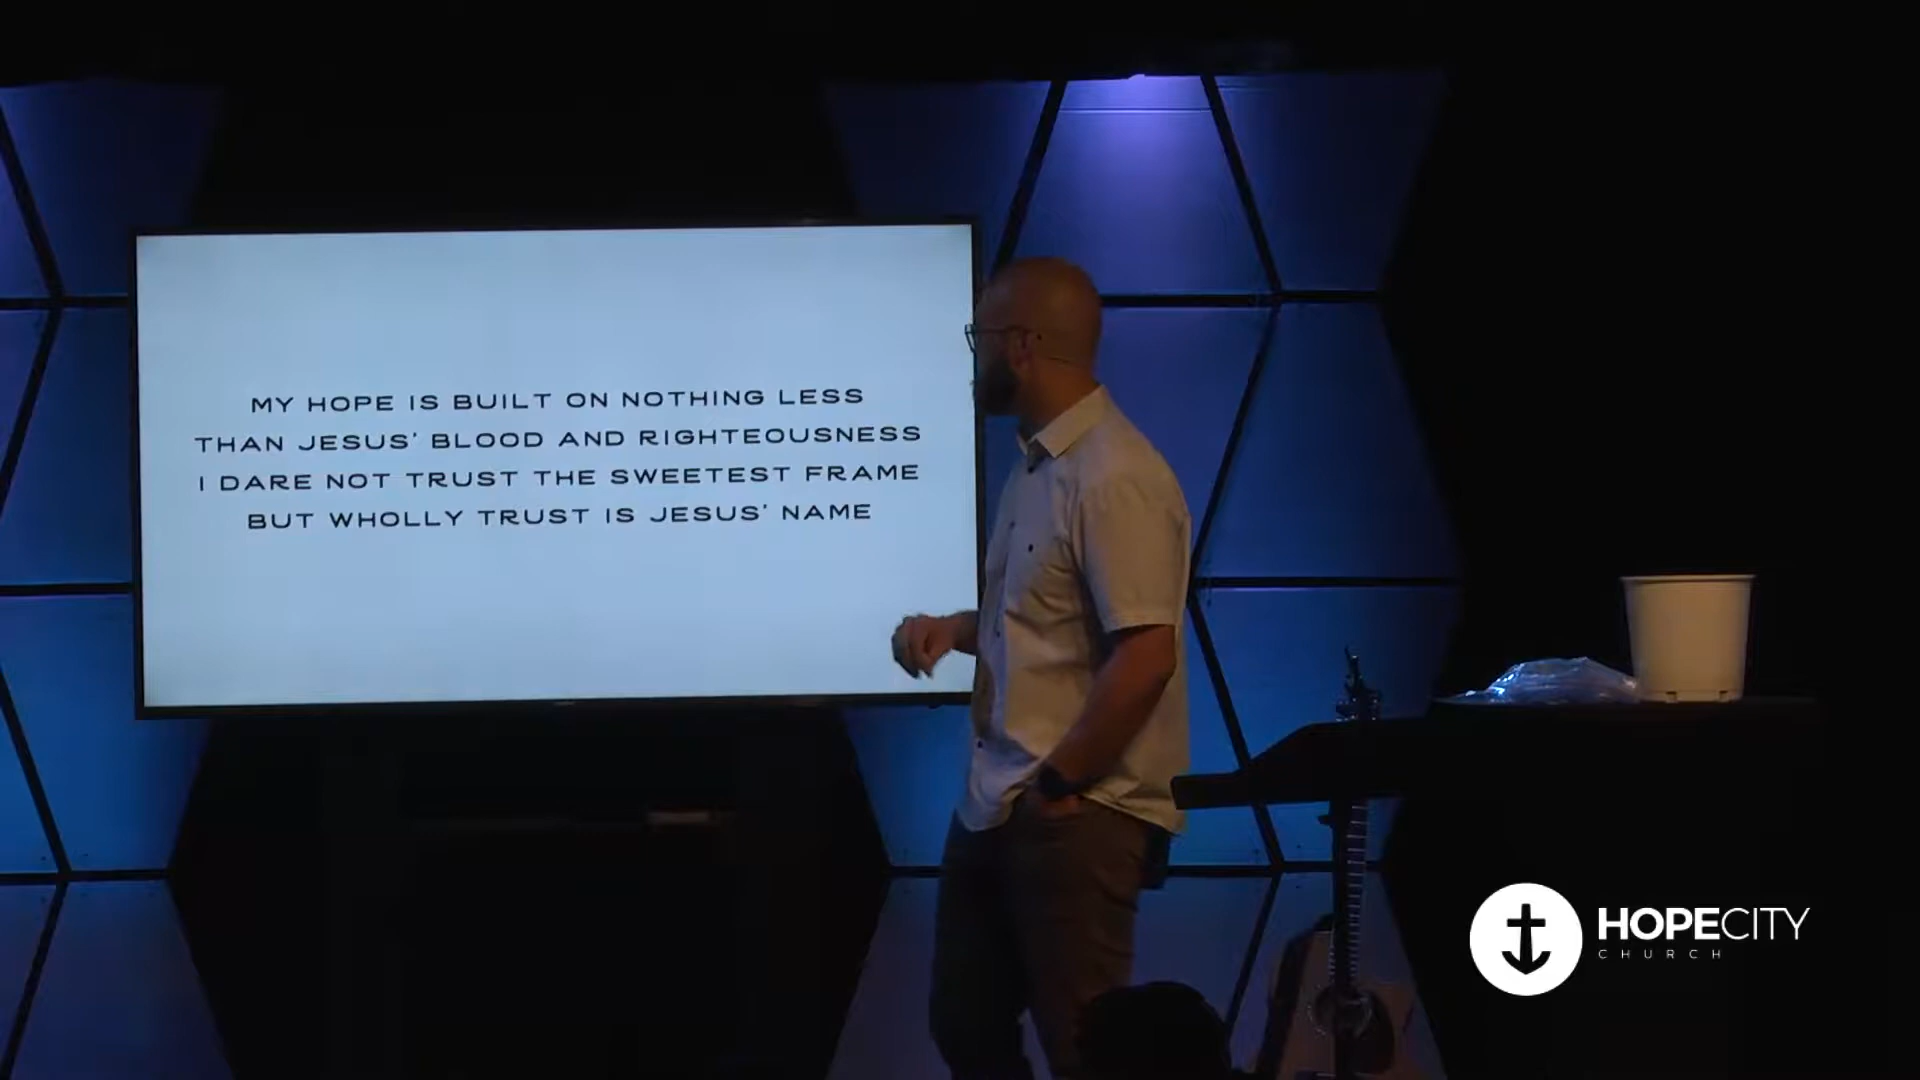 MY HOPE IS BUILT ON NOTHING LESS
THAN JESUS' BLOOD AND RIGHTEOUSNESS
I DARE NOT TRUST THE SWEETEST FRAME
BUT WHOLLY TRUST IS JESUS' NAME
HOPECITY
CHURCH